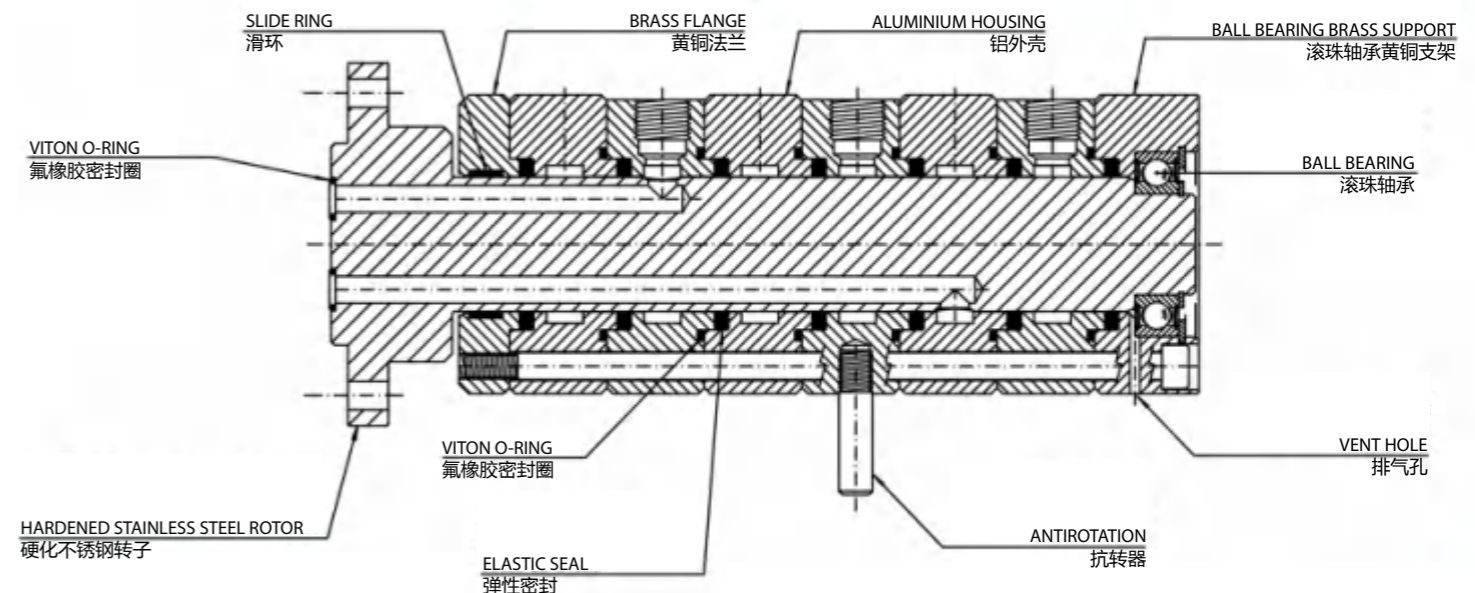 SLIDE RING
滑环
BRASS FLANGE
黄铜法兰
ALUMINIUM HOUSING
铝外壳
BALL BEARING BRASS SUPPORT
滚珠轴承黄铜支架
VITON O-RING
氟橡胶密封圈
BALL BEARING
滚珠轴承
VITON O-RING
氟橡胶密封圈
VENT HOLE
排气孔
HARDENED STAINLESS STEEL ROTOR
硬化不锈钢转子
ANTIROTATION
抗转器
ELASTIC SEAL
弹性密封